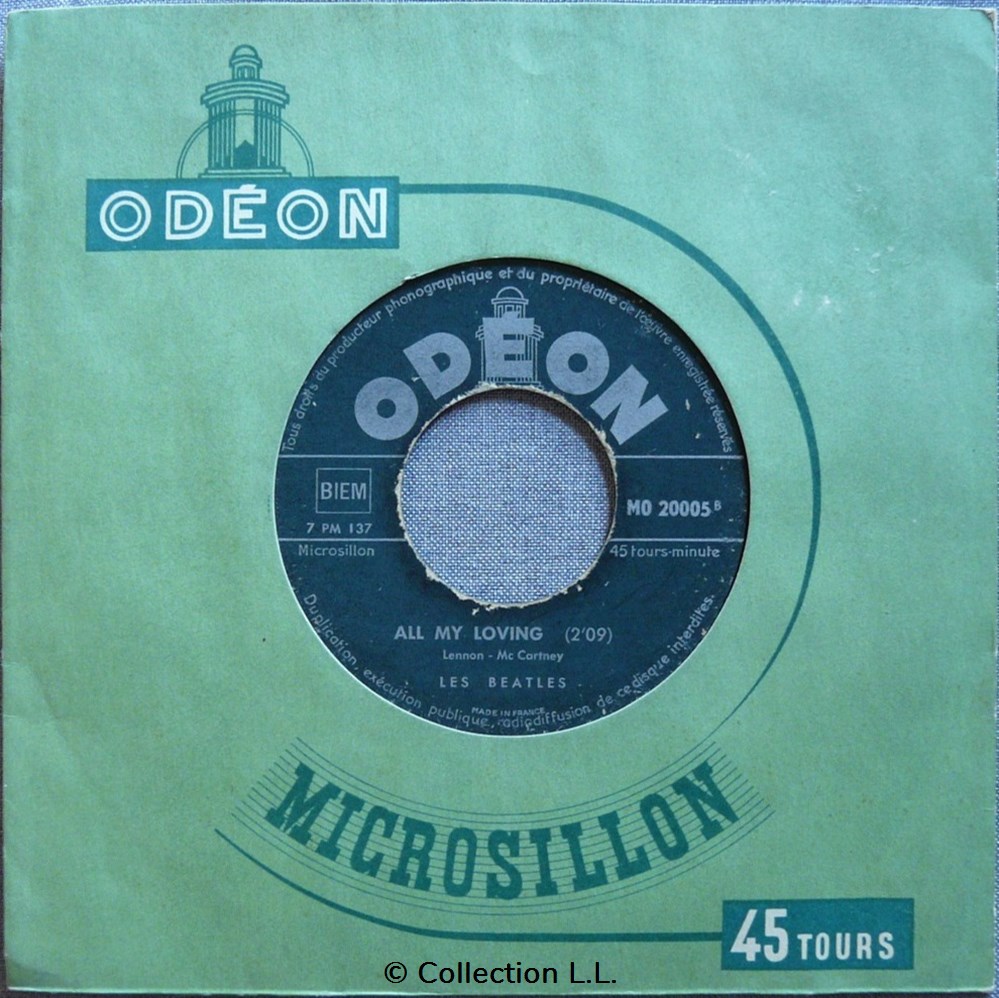 ODÉON
Tous droits du producteur phonographique et du propriétaire de l'œuvre enregistrée réservés
ODÉON
BIEM
7 PM 137
Microsillon
MO 20005 B
45 tours-minute
ALL MY LOVING (2'09)
Lennon - Mc Cartney
LES BEATLES
MADE IN FRANCE
Duplication, exécution publique, radiodiffusion de ce disque interdites.
MICROSILLON
45 TOURS
© Collection L.L.